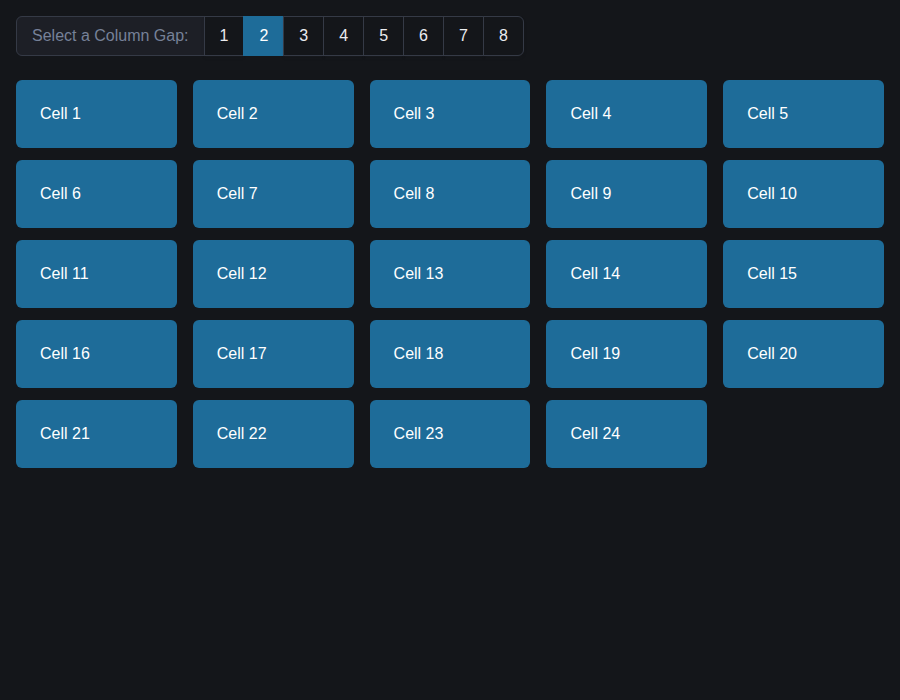 Select a Column Gap: 1 2 3 4 5 6 7 8
Cell 1 Cell 2 Cell 3 Cell 4 Cell 5
Cell 6 Cell 7 Cell 8 Cell 9 Cell 10
Cell 11 Cell 12 Cell 13 Cell 14 Cell 15
Cell 16 Cell 17 Cell 18 Cell 19 Cell 20
Cell 21 Cell 22 Cell 23 Cell 24